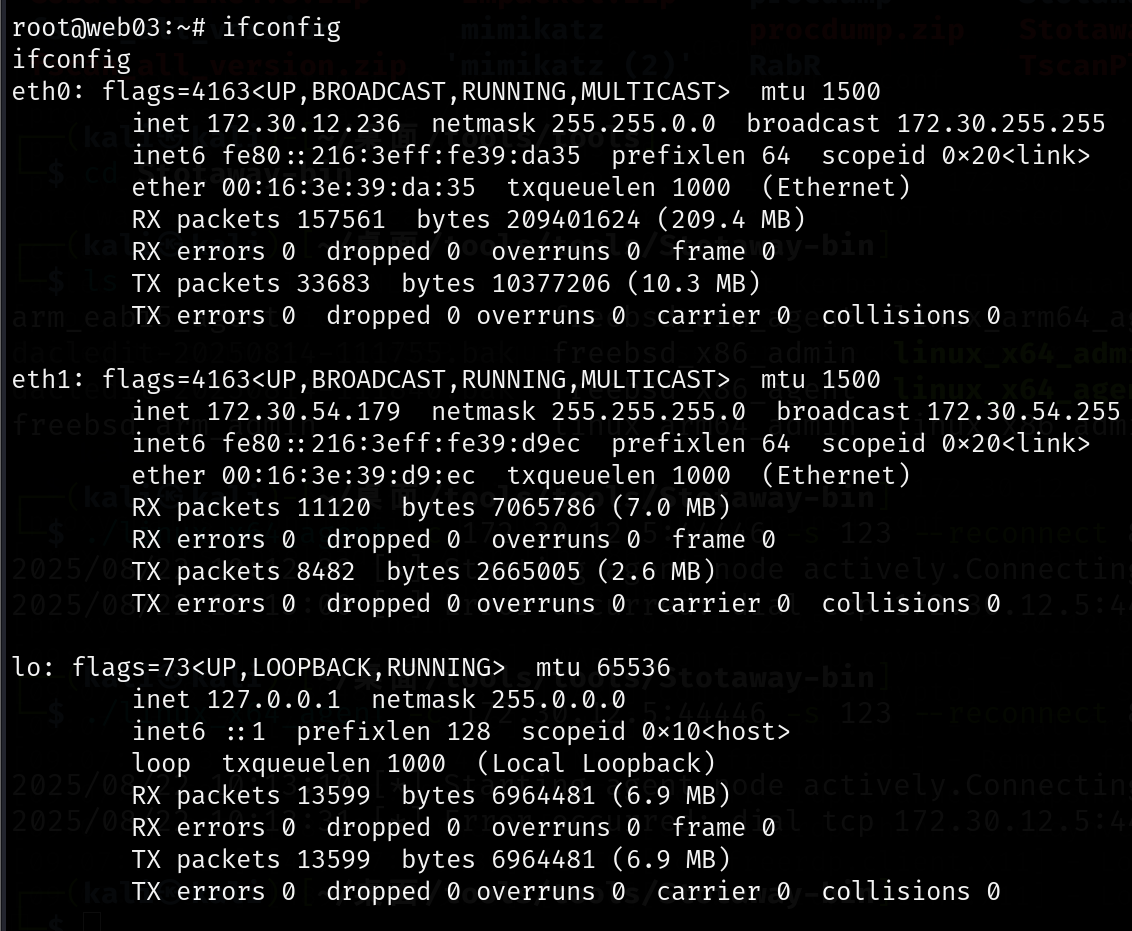 root@web03:~# ifconfig
ifconfig
eth0: flags=4163<UP,BROADCAST,RUNNING,MULTICAST>  mtu 1500
        inet 172.30.12.236  netmask 255.255.0.0  broadcast 172.30.255.255
        inet6 fe80::216:3eff:fe39:da35  prefixlen 64  scopeid 0x20<link>
        ether 00:16:3e:39:da:35  txqueuelen 1000  (Ethernet)
        RX packets 157561  bytes 209401624 (209.4 MB)
        RX errors 0  dropped 0  overruns 0  frame 0
        TX packets 33683  bytes 10377206 (10.3 MB)
        TX errors 0  dropped 0 overruns 0  carrier 0  collisions 0

eth1: flags=4163<UP,BROADCAST,RUNNING,MULTICAST>  mtu 1500
        inet 172.30.54.179  netmask 255.255.255.0  broadcast 172.30.54.255
        inet6 fe80::216:3eff:fe39:d9ec  prefixlen 64  scopeid 0x20<link>
        ether 00:16:3e:39:d9:ec  txqueuelen 1000  (Ethernet)
        RX packets 11120  bytes 7065786 (7.0 MB)
        RX errors 0  dropped 0  overruns 0  frame 0
        TX packets 8482  bytes 2665005 (2.6 MB)
        TX errors 0  dropped 0 overruns 0  carrier 0  collisions 0

lo: flags=73<UP,LOOPBACK,RUNNING>  mtu 65536
        inet 127.0.0.1  netmask 255.0.0.0
        inet6 ::1  prefixlen 128  scopeid 0x10<host>
        loop  txqueuelen 1000  (Local Loopback)
        RX packets 13599  bytes 6964481 (6.9 MB)
        RX errors 0  dropped 0  overruns 0  frame 0
        TX packets 13599  bytes 6964481 (6.9 MB)
        TX errors 0  dropped 0 overruns 0  carrier 0  collisions 0